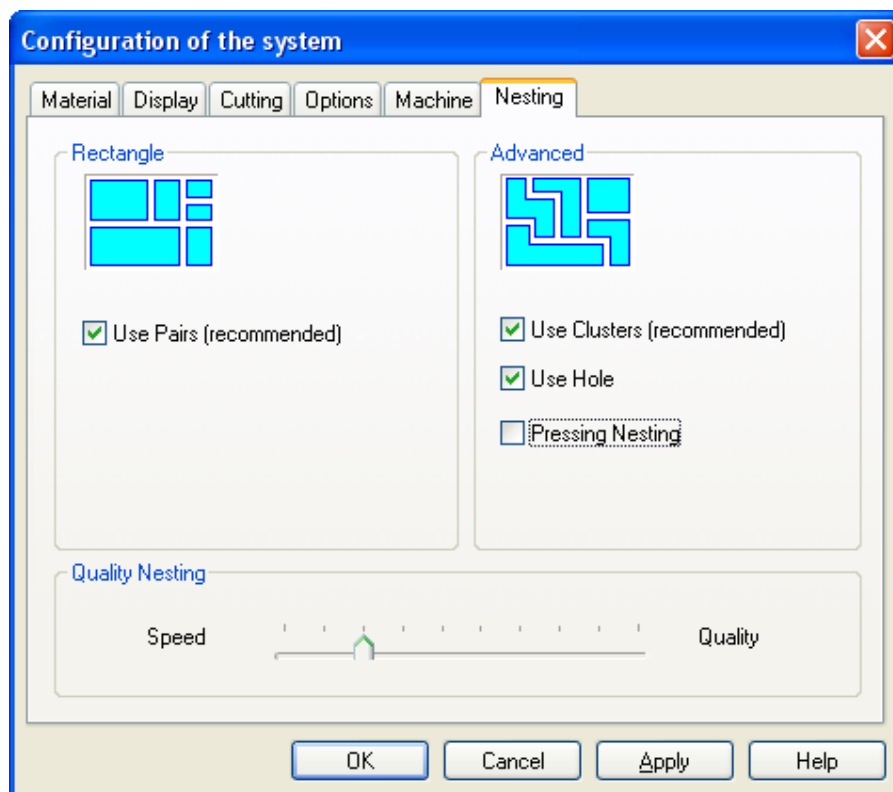 Configuration of the system
Material Display Cutting Options Machine Nesting
Rectangle
Advanced
Use Pairs (recommended)
Use Clusters (recommended)
Use Hole
Pressing Nesting
Quality Nesting
Speed
Quality
OK Cancel Apply Help